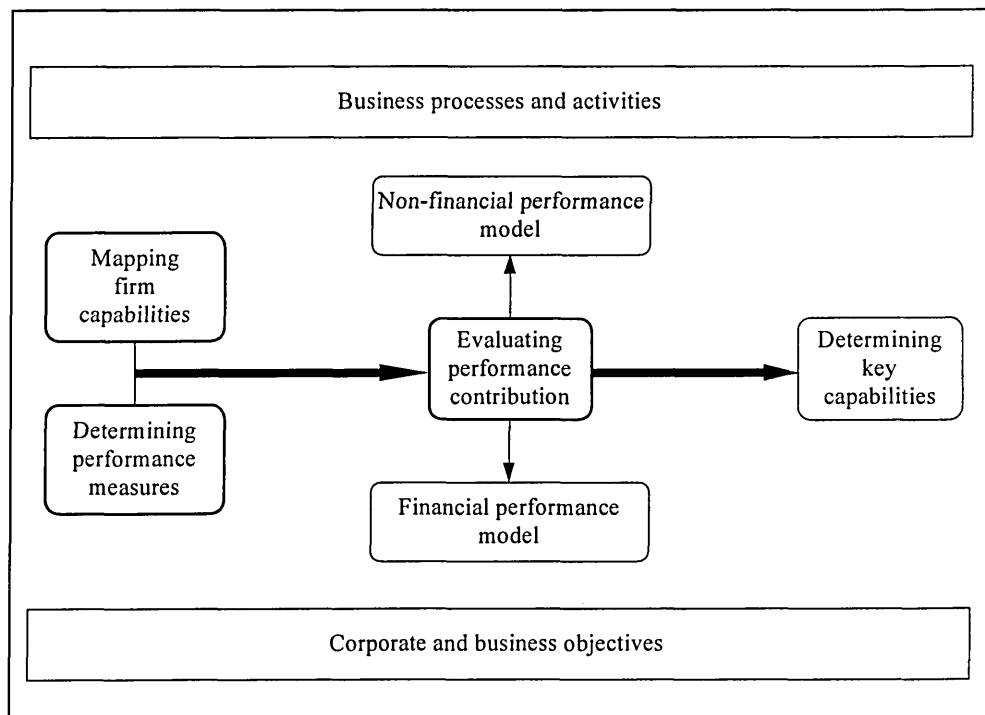 Business processes and activities
Non-financial performance
model
Mapping
firm
capabilities
Evaluating
performance
contribution
Determining
key
capabilities
Determining
performance
measures
Financial performance
model
Corporate and business objectives